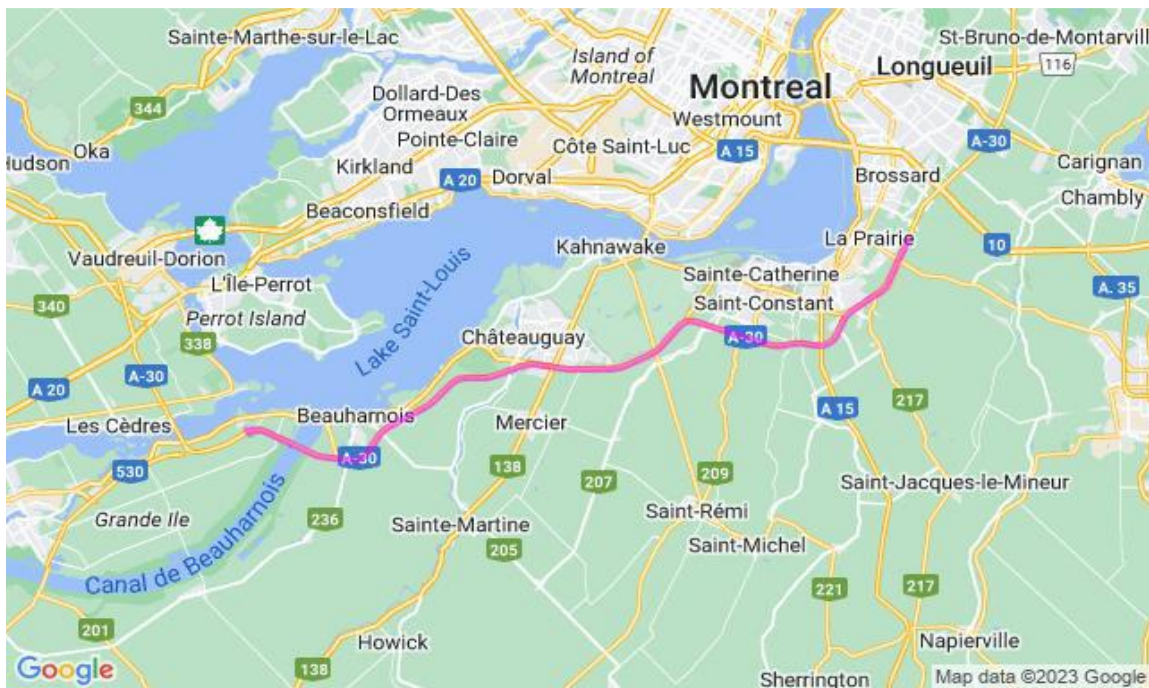 Sainte-Marthe-sur-le-Lac
St-Bruno-de-Montarvill
Island of
Montreal
Longueuil
116
Montreal
344
Dollard-Des
Ormeaux
Westmount
Pointe-Claire
Côte Saint-Luc
A 15
A-30
Hudson
Oka
Kirkland
A 20
Dorval
Brossard
Carignan
Chambly
Beaconsfield
La Prairie
10
Kahnawake
Vaudreuil-Dorion
L'Île-Perrot
Sainte-Catherine
A. 35
340
Perrot Island
Saint-Constant
338
Lake Saint-Louis
Châteauguay
A-30
A 20
A-30
217
A 15
Les Cèdres
Beauharnois
Mercier
A-30
530
138
207
209
Saint-Jacques-le-Mineur
Grande Ile
236
Sainte-Martine
Saint-Rémi
205
Saint-Michel
Canal de Beauharnois
221
217
201
Howick
Napierville
138
Sherrington
Google
Map data ©2023 Google